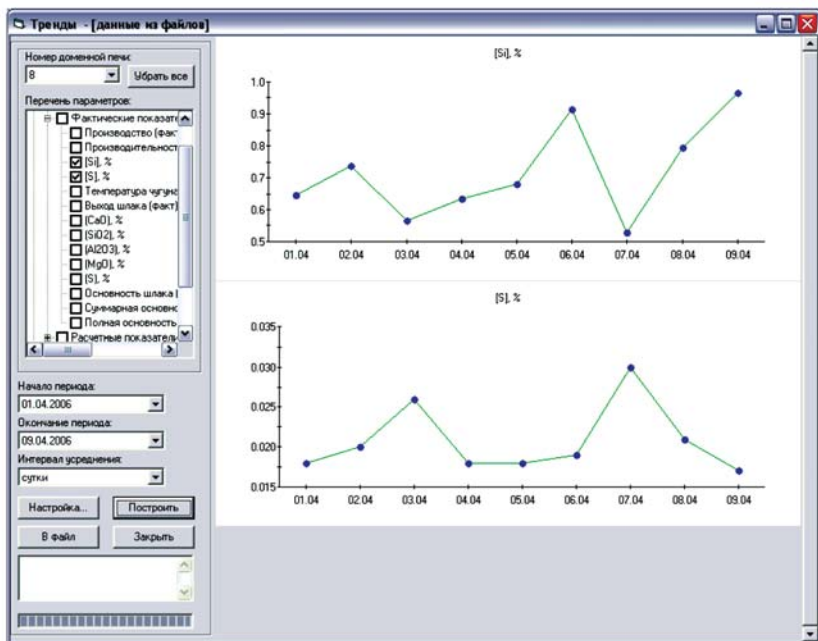 Тренды - [данные из файлов]
Номер доменной печи:
8
Убрать все
Перечень параметров:
Фактические показате
Производство (факт
Производительност
[Si], %
[S], %
Температура чугуна
Выход шлака (факт)
(CaO), %
(SiO2), %
(Al2O3), %
(MgO), %
(S), %
Основность шлака (
Суммарная основно
Полная основность
Расчетные показатели
Начало периода:
01.04.2006
Окончание периода:
09.04.2006
Интервал усреднения:
сутки
Настройка...
Построить
В файл
Закрыть
[Si], %
1.0
0.9
0.8
0.7
0.6
0.5
01.04 02.04 03.04 04.04 05.04 06.04 07.04 08.04 09.04
[S], %
0.035
0.030
0.025
0.020
0.015
01.04 02.04 03.04 04.04 05.04 06.04 07.04 08.04 09.04